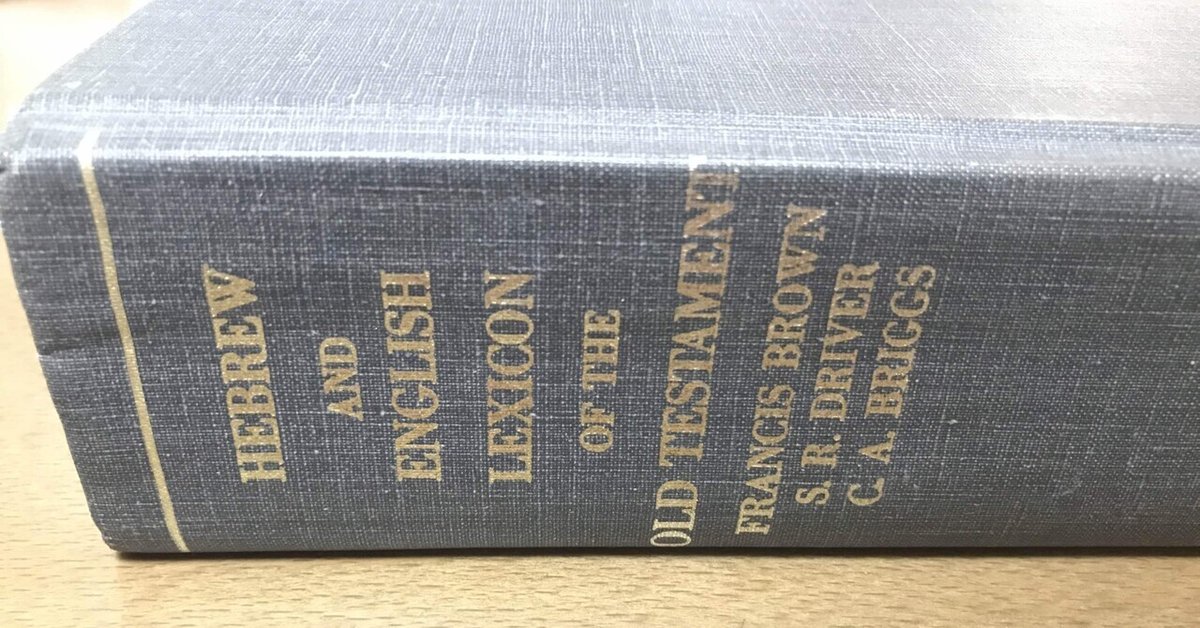 HEBREW
AND
ENGLISH
LEXICON
OF THE
OLD TESTAMENT
FRANCIS BROWN
S. R. DRIVER
C. A. BRIGGS